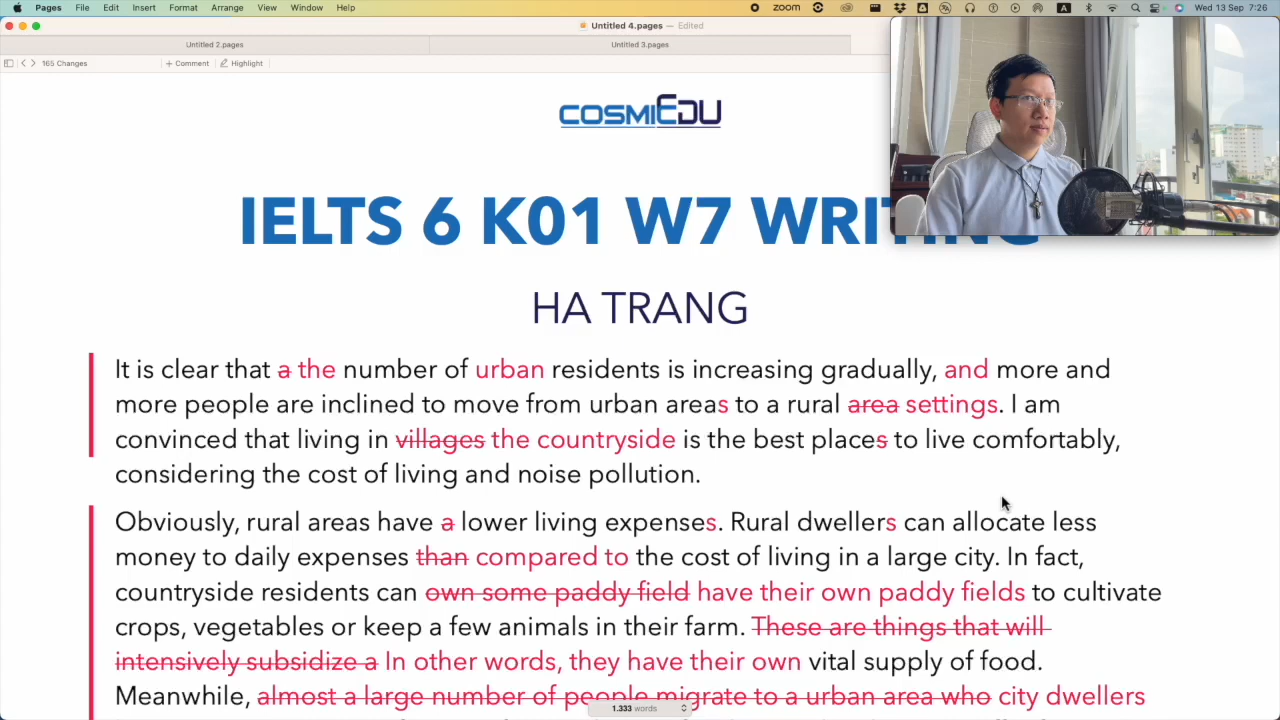 Pages File Edit Insert Format Arrange View Window Help zoom A Wed 13 Sep 7:26
Untitled 4.pages — Edited
Untitled 2.pages Untitled 3.pages
165 Changes + Comment Highlight
COSMIEDU
IELTS 6 K01 W7 WRITING
HA TRANG
It is clear that a the number of urban residents is increasing gradually, and more and
more people are inclined to move from urban areas to a rural area settings. I am
convinced that living in villages the countryside is the best places to live comfortably,
considering the cost of living and noise pollution.
Obviously, rural areas have a lower living expenses. Rural dwellers can allocate less
money to daily expenses than compared to the cost of living in a large city. In fact,
countryside residents can own some paddy field have their own paddy fields to cultivate
crops, vegetables or keep a few animals in their farm. These are things that will
intensively subsidize a In other words, they have their own vital supply of food.
Meanwhile, almost a large number of people migrate to a urban area who city dwellers
1.333 words